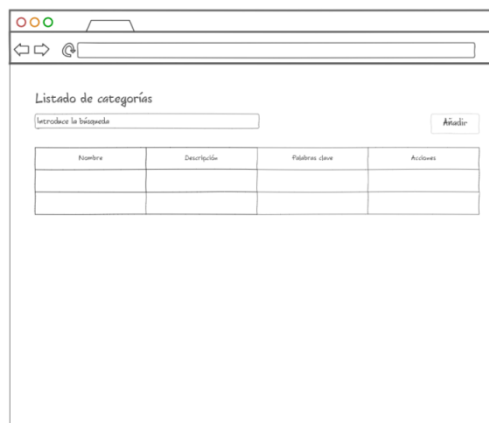 Listado de categorías
Introduce la búsqueda
Añadir
Nombre Descripción Palabras clave Acciones